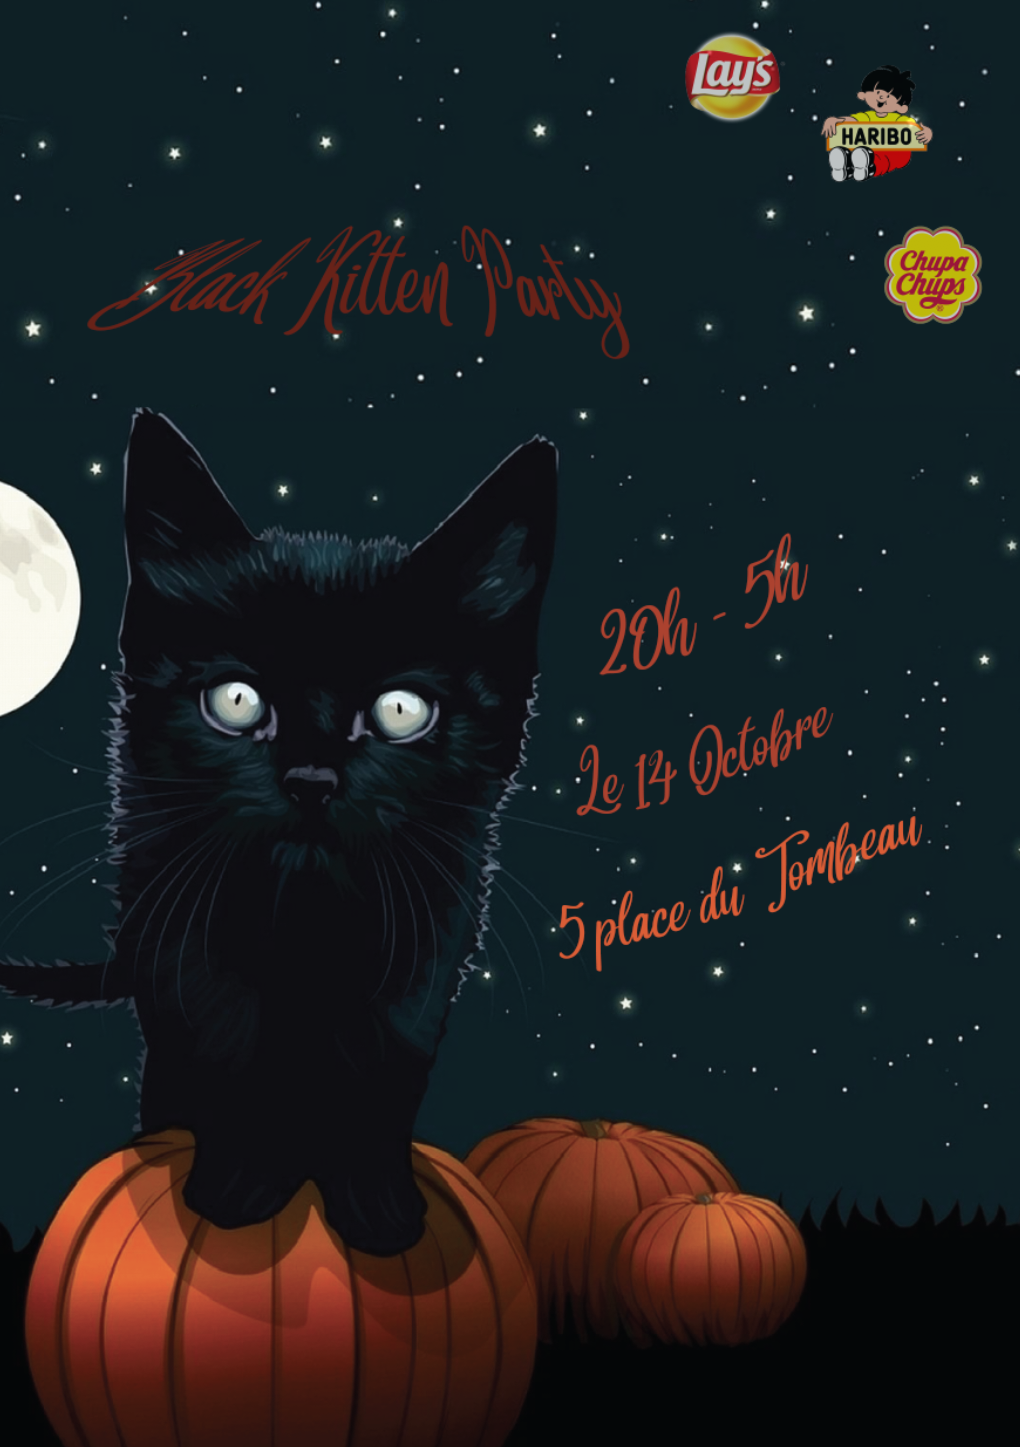 Lay's
HARIBO
Chupa
Chups
Black Kitten Party
20h - 5h
Le 14 Octobre
5 place du Tombeau